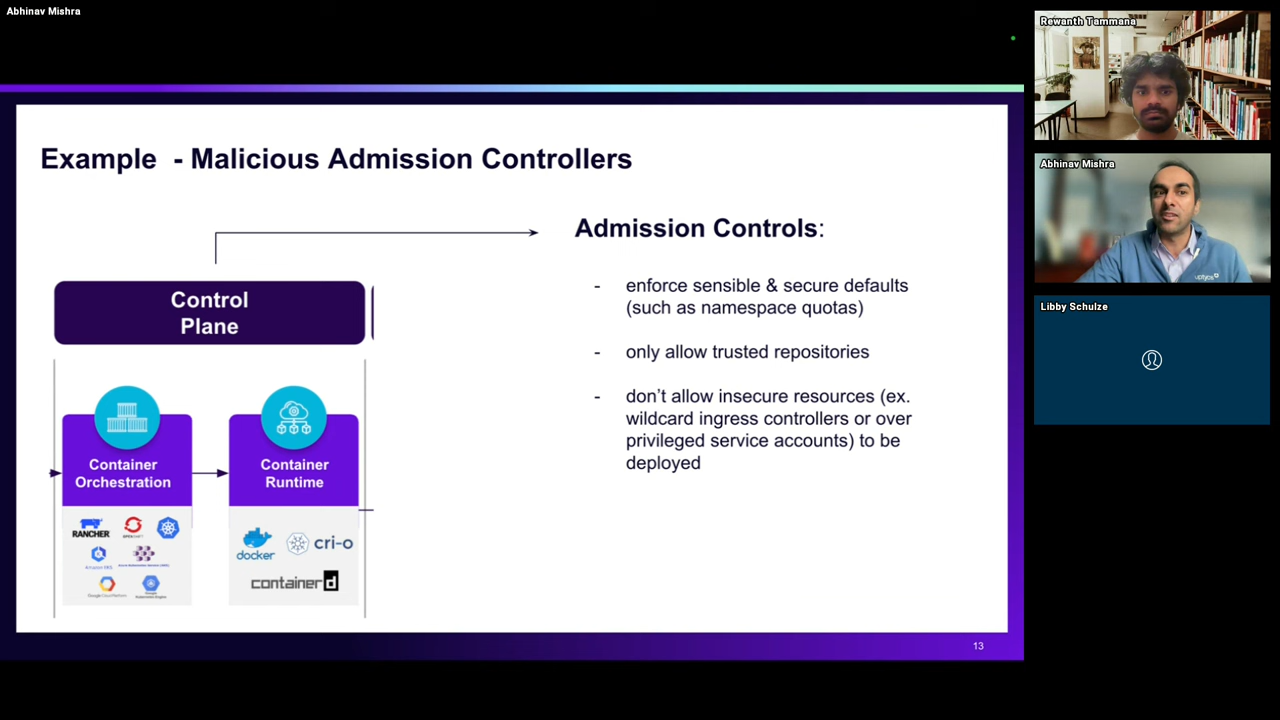 Abhinav Mishra
Example - Malicious Admission Controllers
Admission Controls:
- enforce sensible & secure defaults
(such as namespace quotas)
- only allow trusted repositories
- don't allow insecure resources (ex.
wildcard ingress controllers or over
privileged service accounts) to be
deployed
Control
Plane
Container
Orchestration
Container
Runtime
RANCHER
OPENSHIFT
docker
cri-o
containerd
13
Rewanth Tammana
Abhinav Mishra
uptycs
Libby Schulze